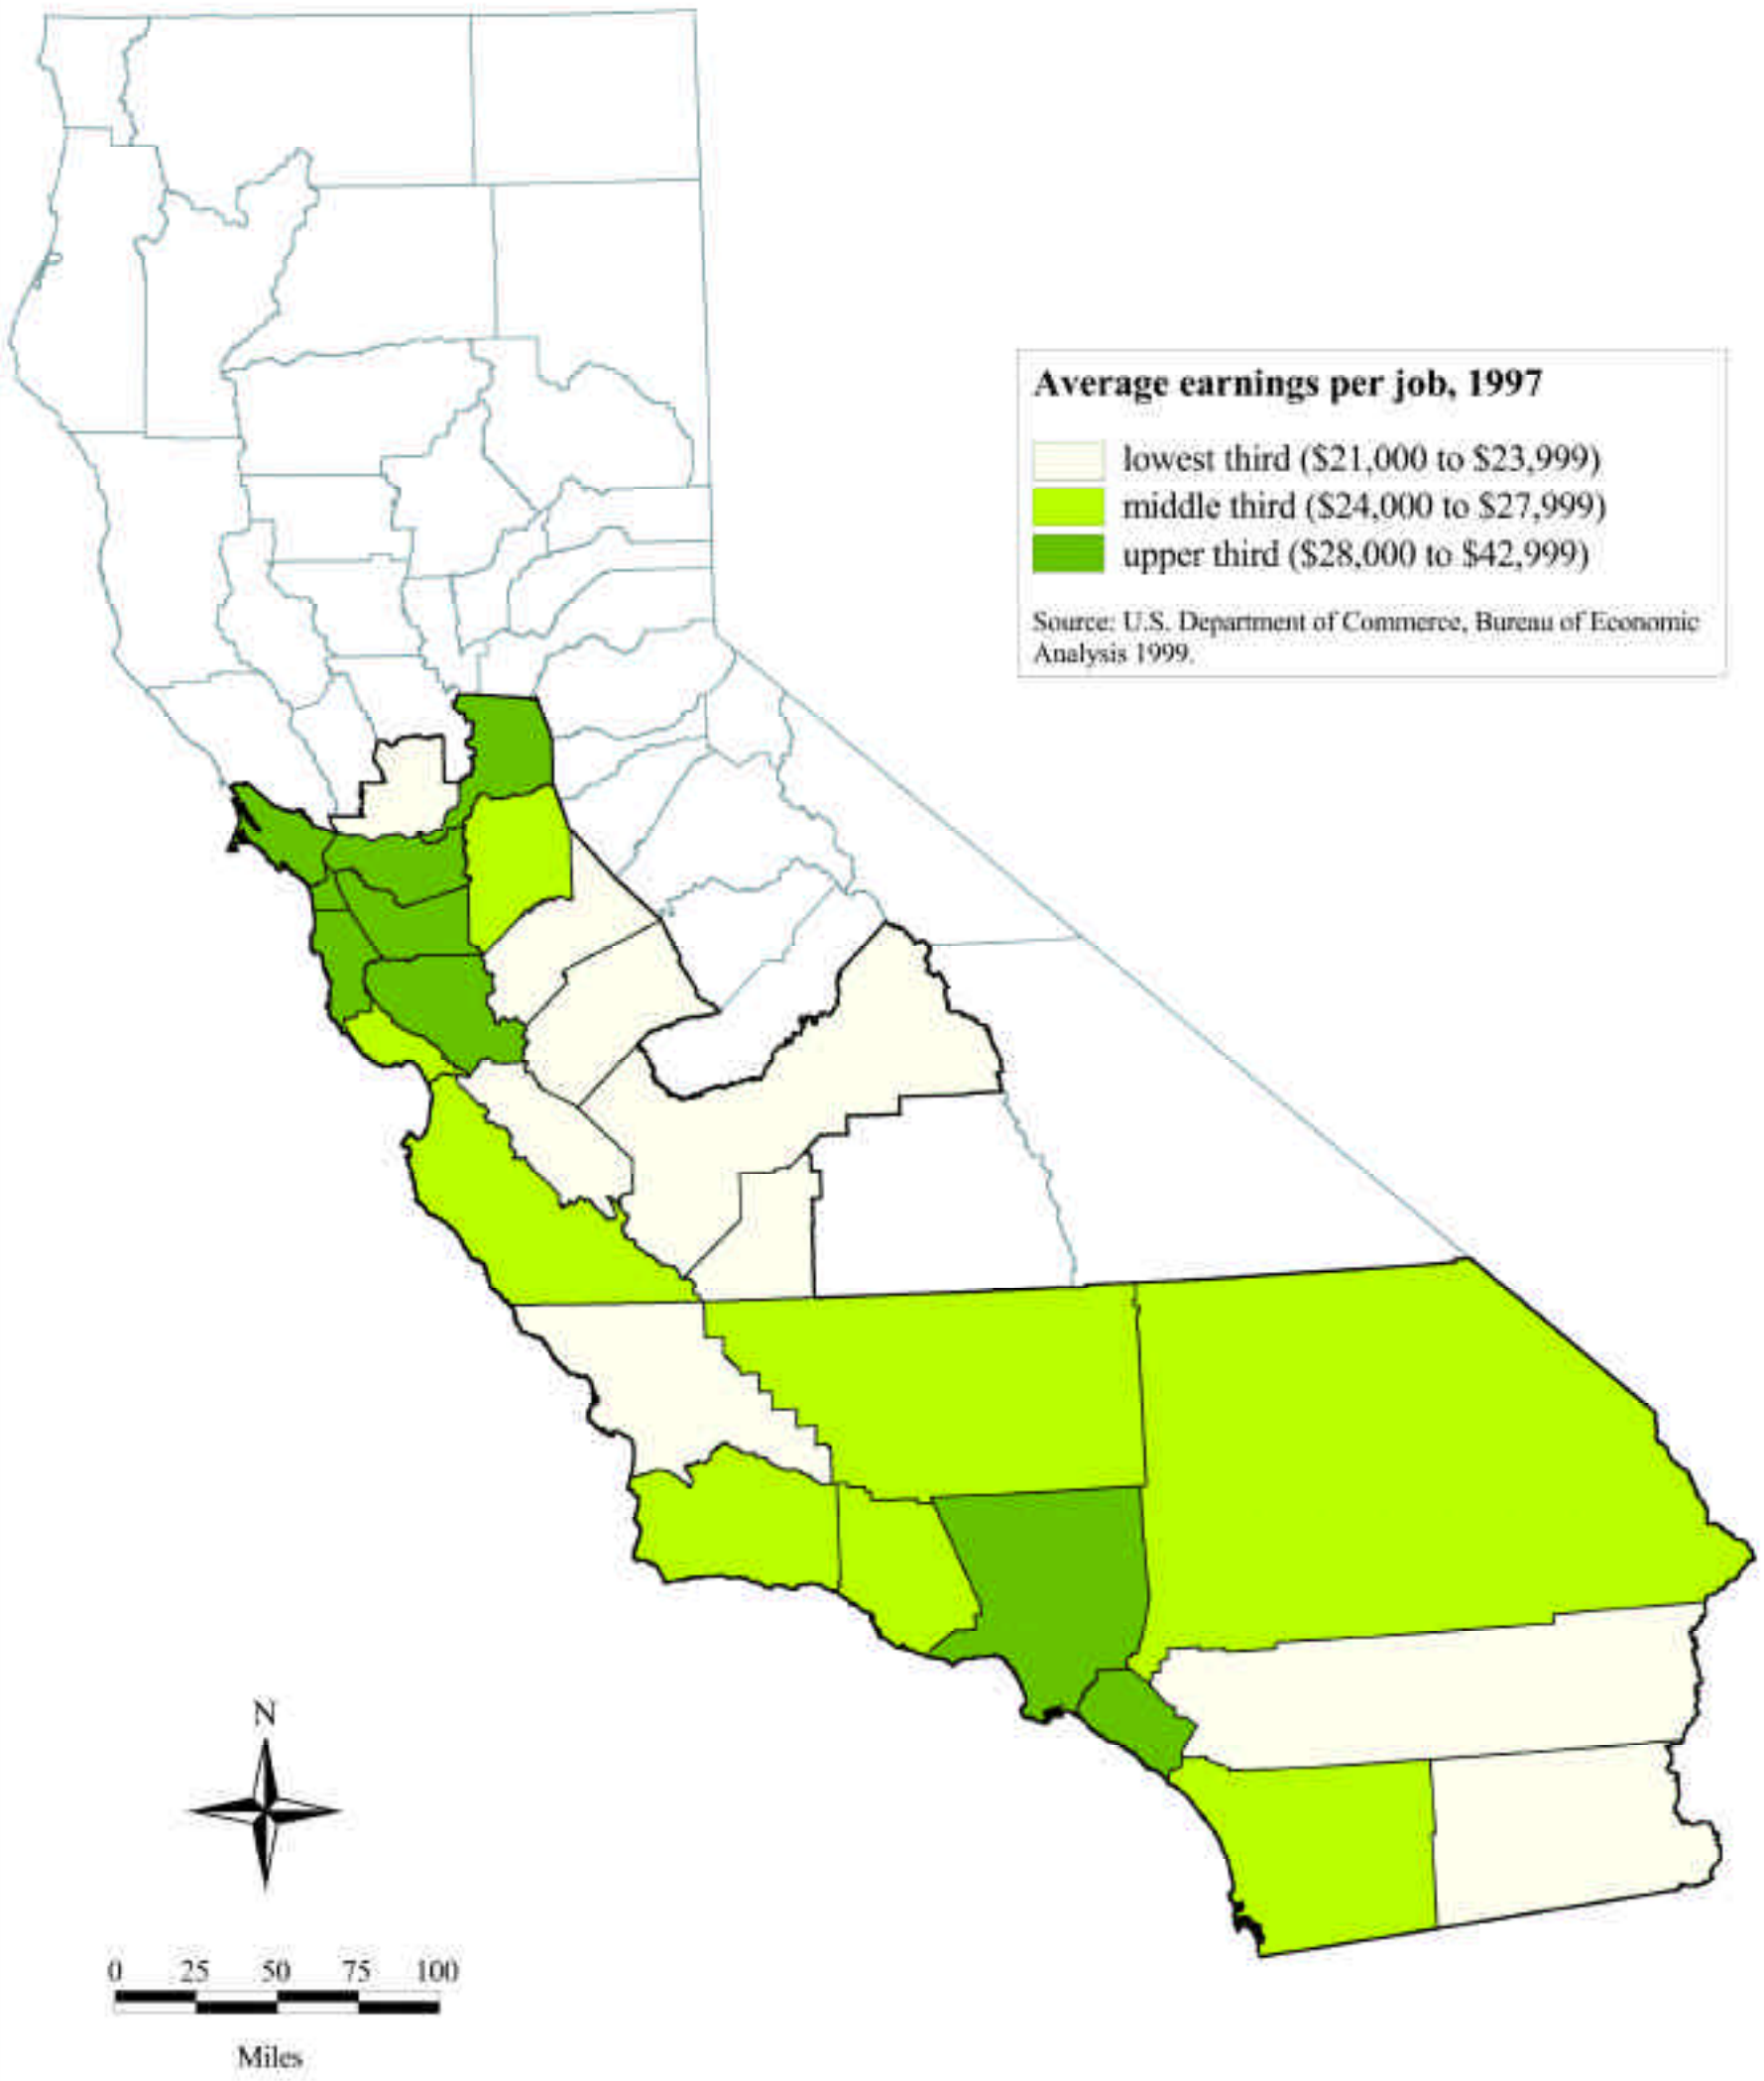 Average earnings per job, 1997
lowest third ($21,000 to $23,999)
middle third ($24,000 to $27,999)
upper third ($28,000 to $42,999)
Source: U.S. Department of Commerce, Bureau of Economic
Analysis 1999.
N
0 25 50 75 100
Miles